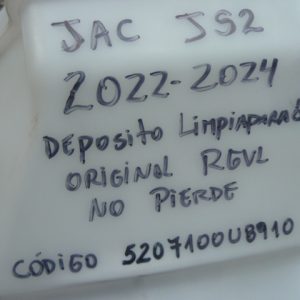 JAC JS2
2022-2024
DEPOSITO LIMPIAPARAB
ORIGINAL REVL
NO PIERDE
CÓDIGO 5207100U8910